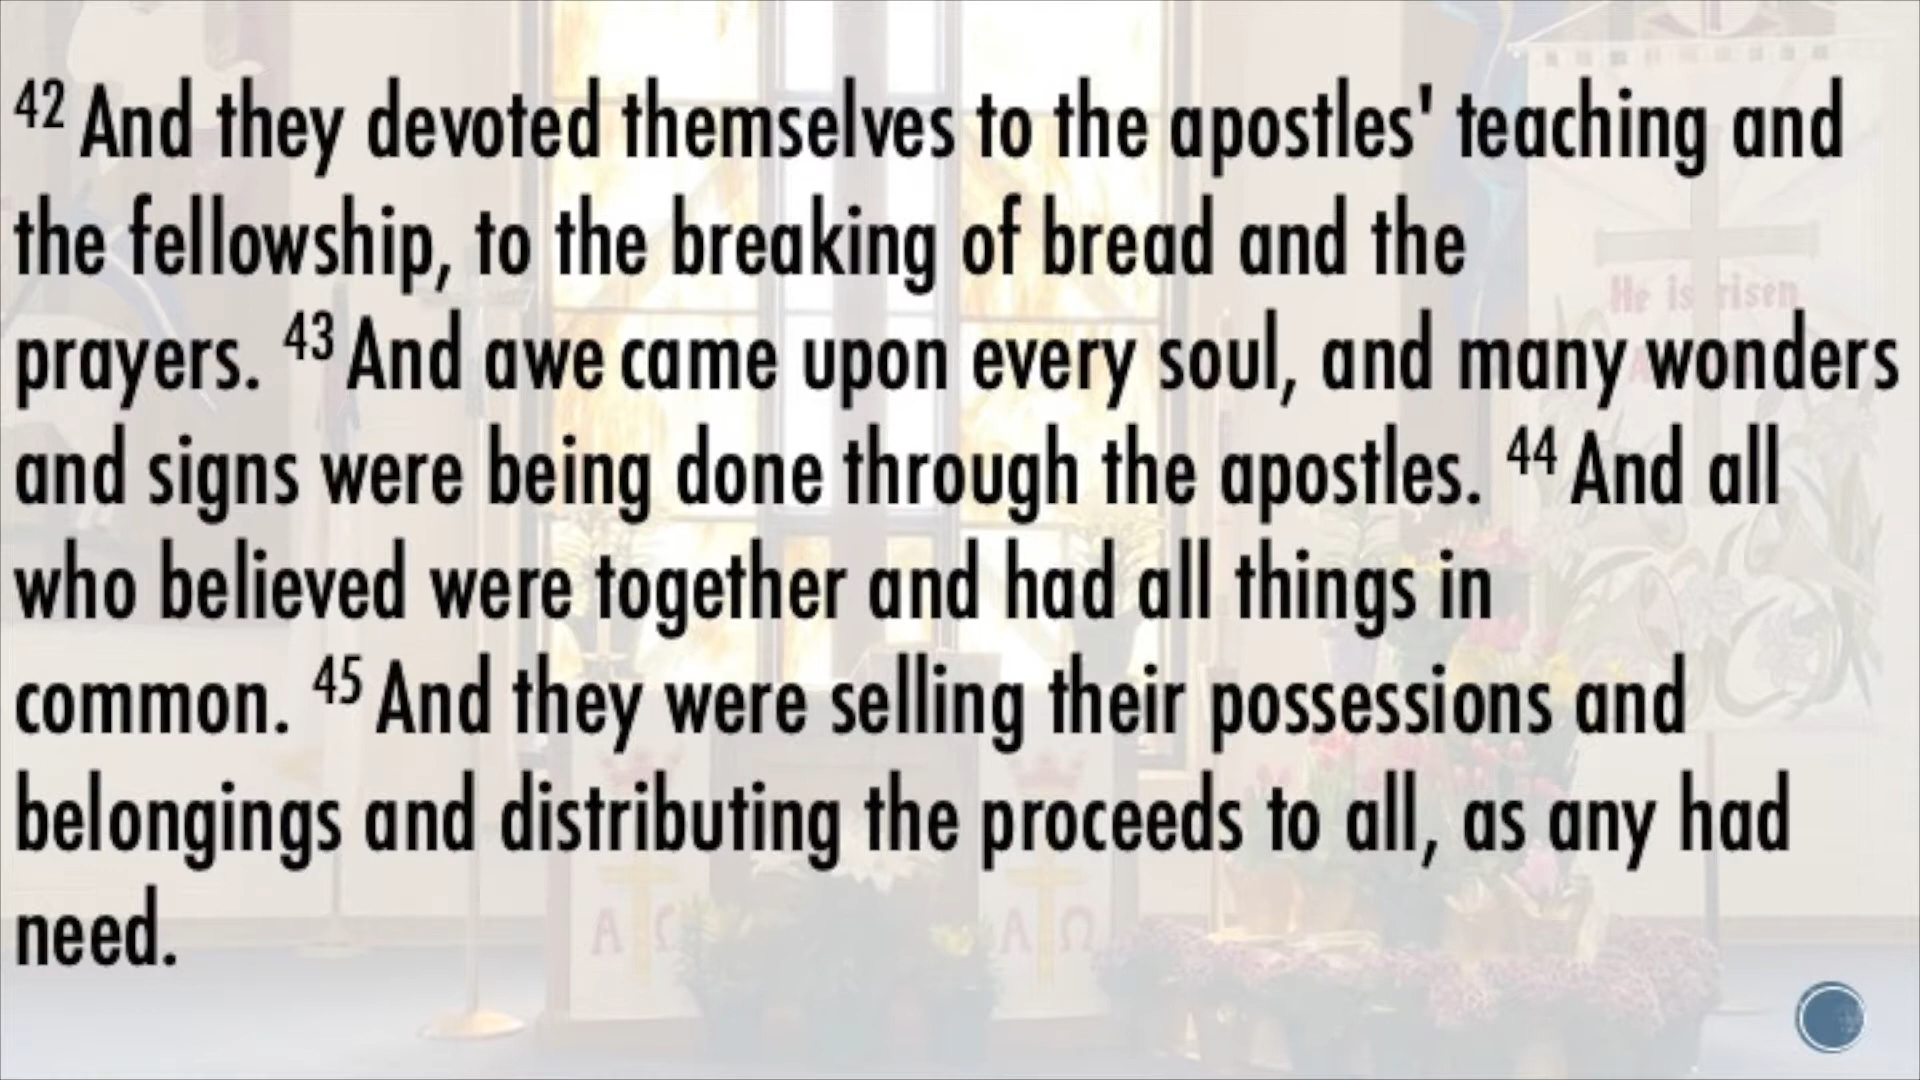 42 And they devoted themselves to the apostles' teaching and
the fellowship, to the breaking of bread and the
prayers. 43 And awe came upon every soul, and many wonders
and signs were being done through the apostles. 44 And all
who believed were together and had all things in
common. 45 And they were selling their possessions and
belongings and distributing the proceeds to all, as any had
need.
He is risen
Α Ω
Α Ω